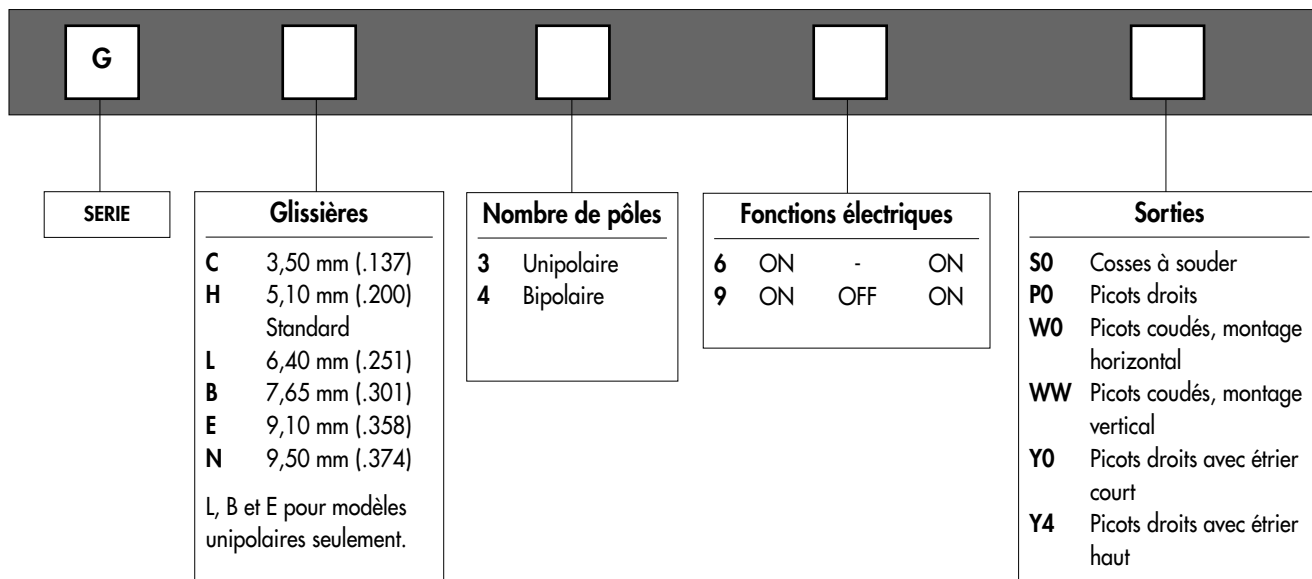 G
SERIE
Glissières
C 3,50 mm (.137)
H 5,10 mm (.200)
Standard
L 6,40 mm (.251)
B 7,65 mm (.301)
E 9,10 mm (.358)
N 9,50 mm (.374)
L, B et E pour modèles
unipolaires seulement.
Nombre de pôles
3 Unipolaire
4 Bipolaire
Fonctions électriques
6 ON - ON
9 ON OFF ON
Sorties
S0 Cosses à souder
P0 Picots droits
W0 Picots coudés, montage
horizontal
WW Picots coudés, montage
vertical
Y0 Picots droits avec étrier
court
Y4 Picots droits avec étrier
haut